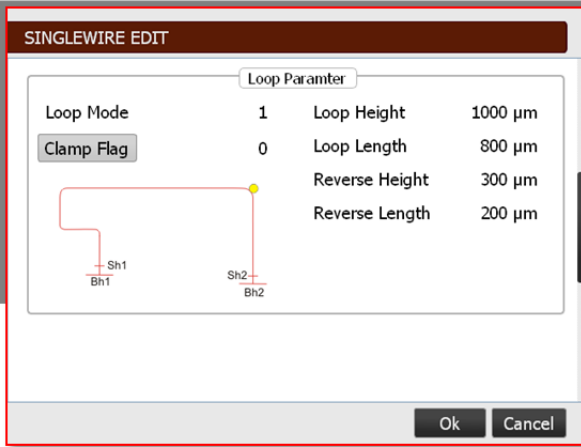 SINGLEWIRE EDIT
Loop Paramter
Loop Mode 1 Loop Height 1000 µm
Clamp Flag 0 Loop Length 800 µm
Reverse Height 300 µm
Reverse Length 200 µm
Sh1
Bh1
Sh2
Bh2
Ok Cancel